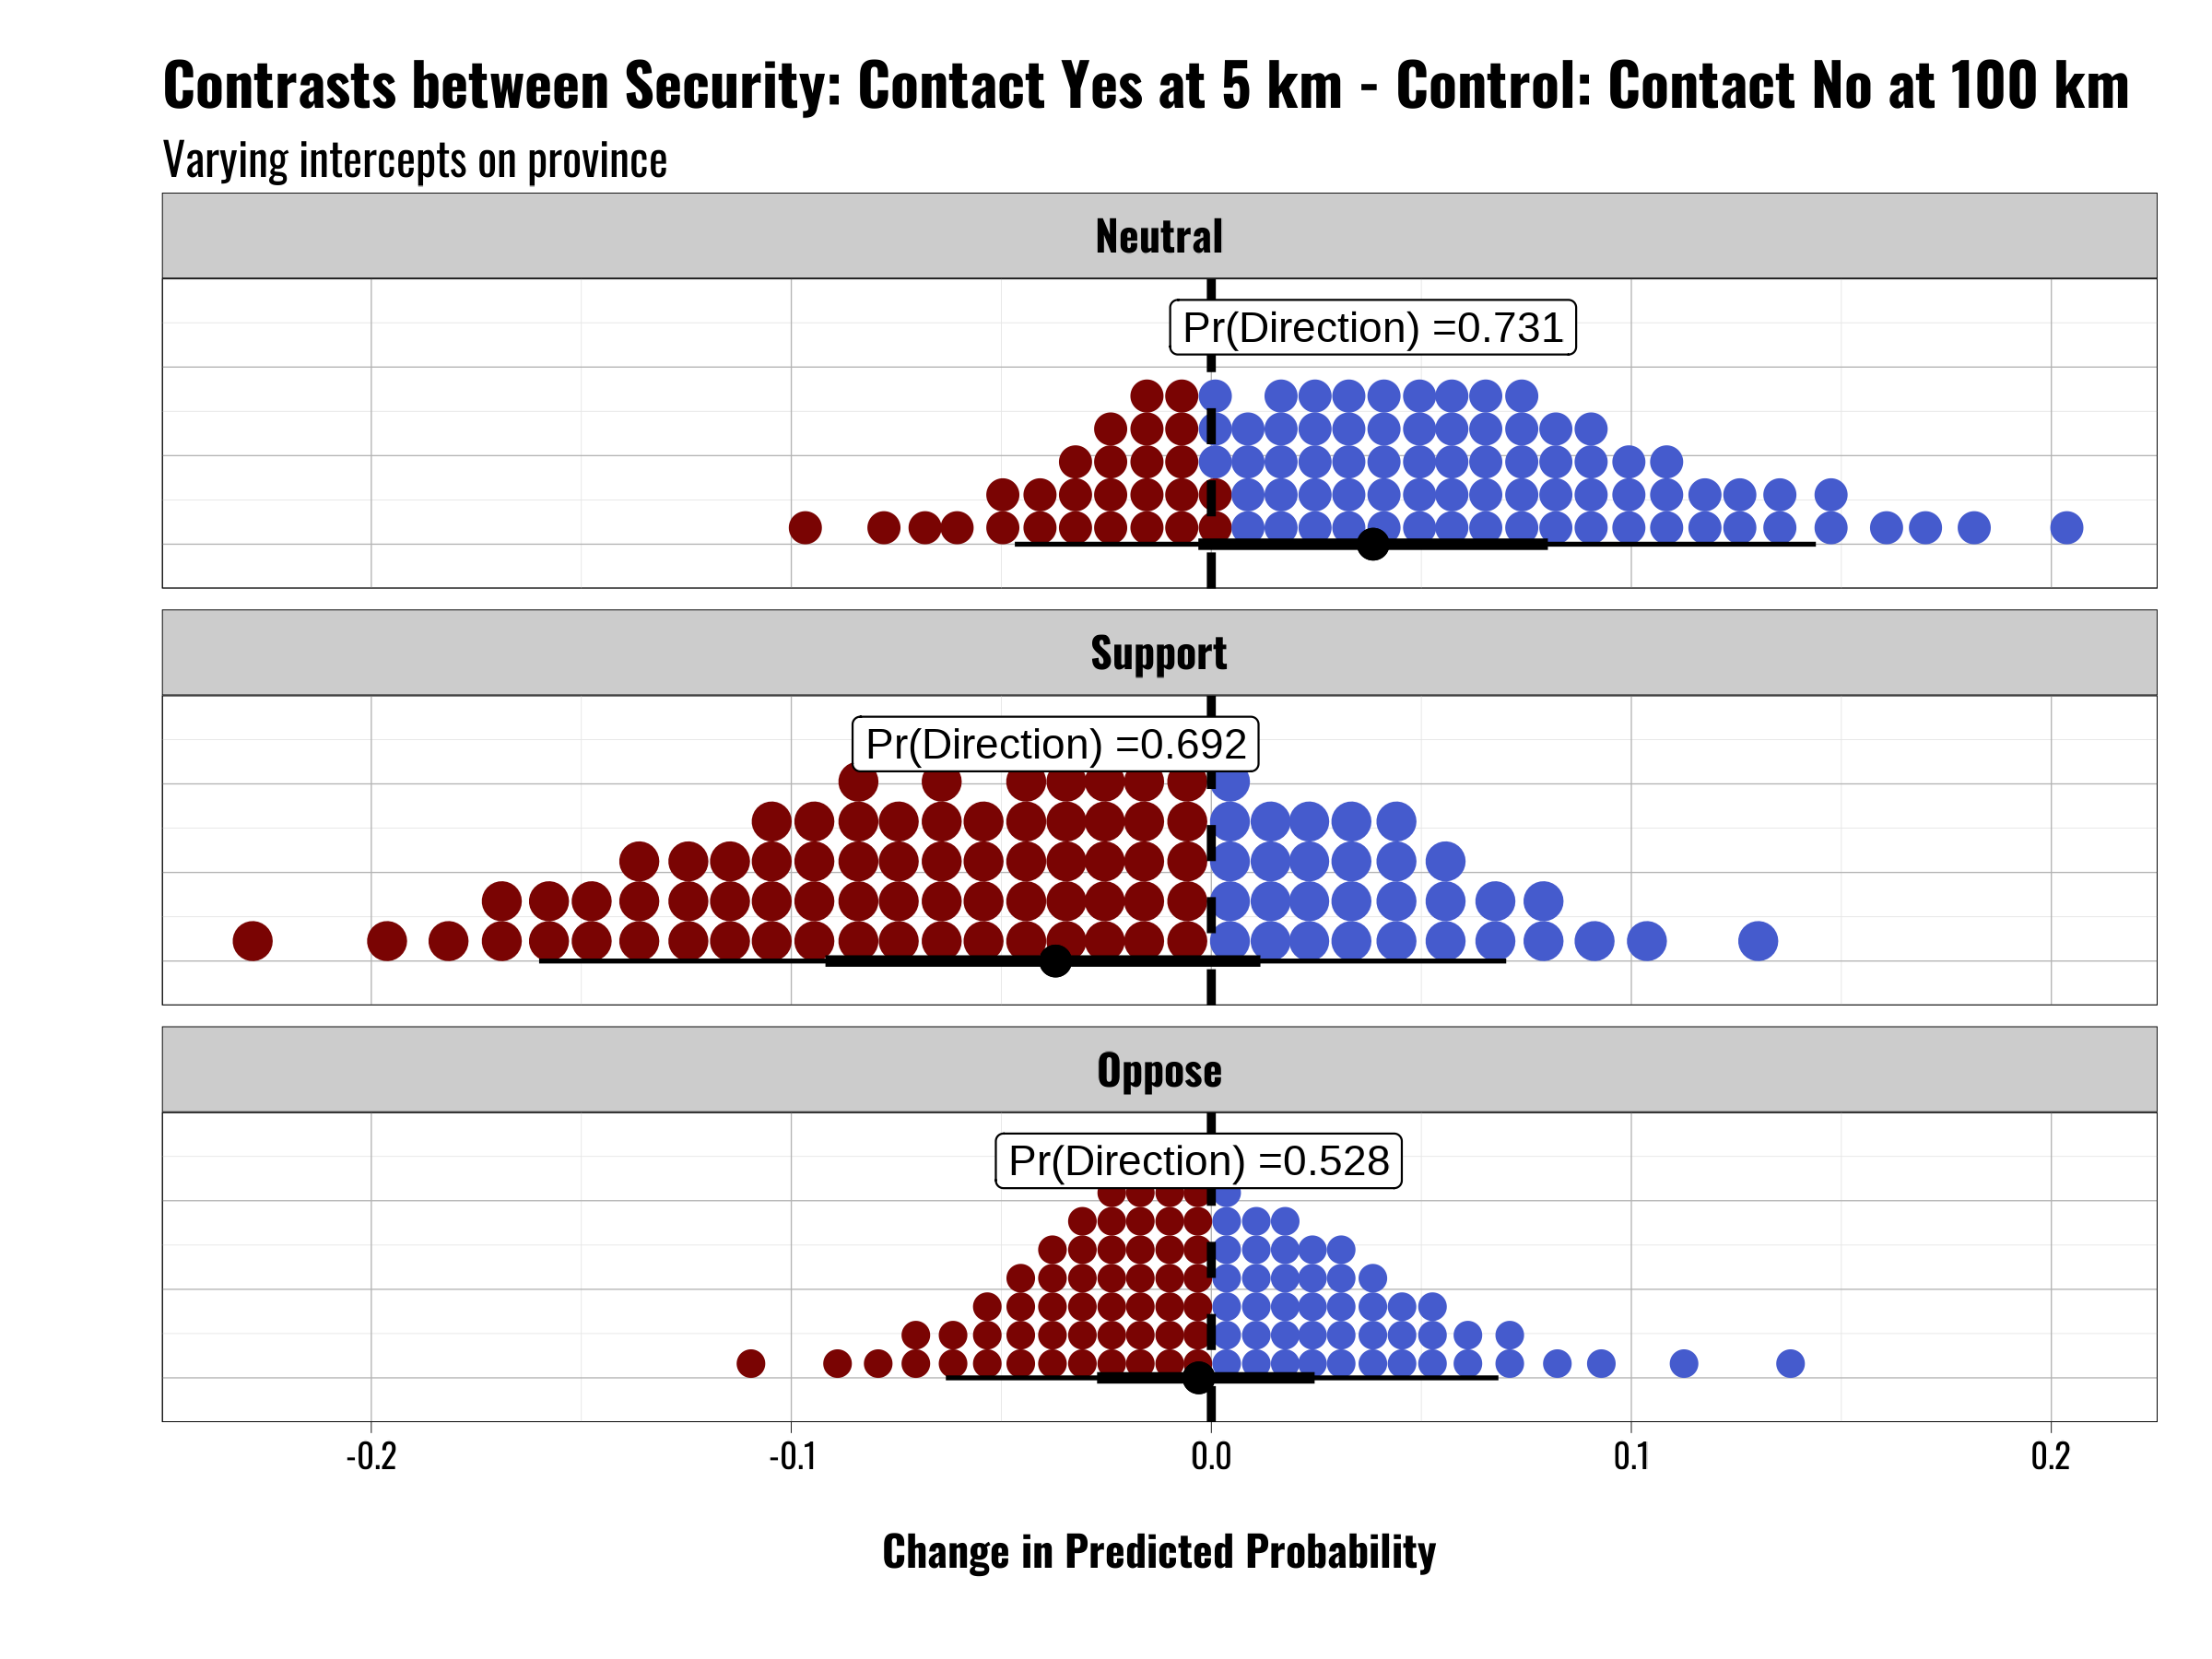 Contrasts between Security: Contact Yes at 5 km - Control: Contact No at 100 km
Varying intercepts on province
Neutral
Pr(Direction) =0.731
Support
Pr(Direction) =0.692
Oppose
Pr(Direction) =0.528
-0.2 -0.1 0.0 0.1 0.2
Change in Predicted Probability